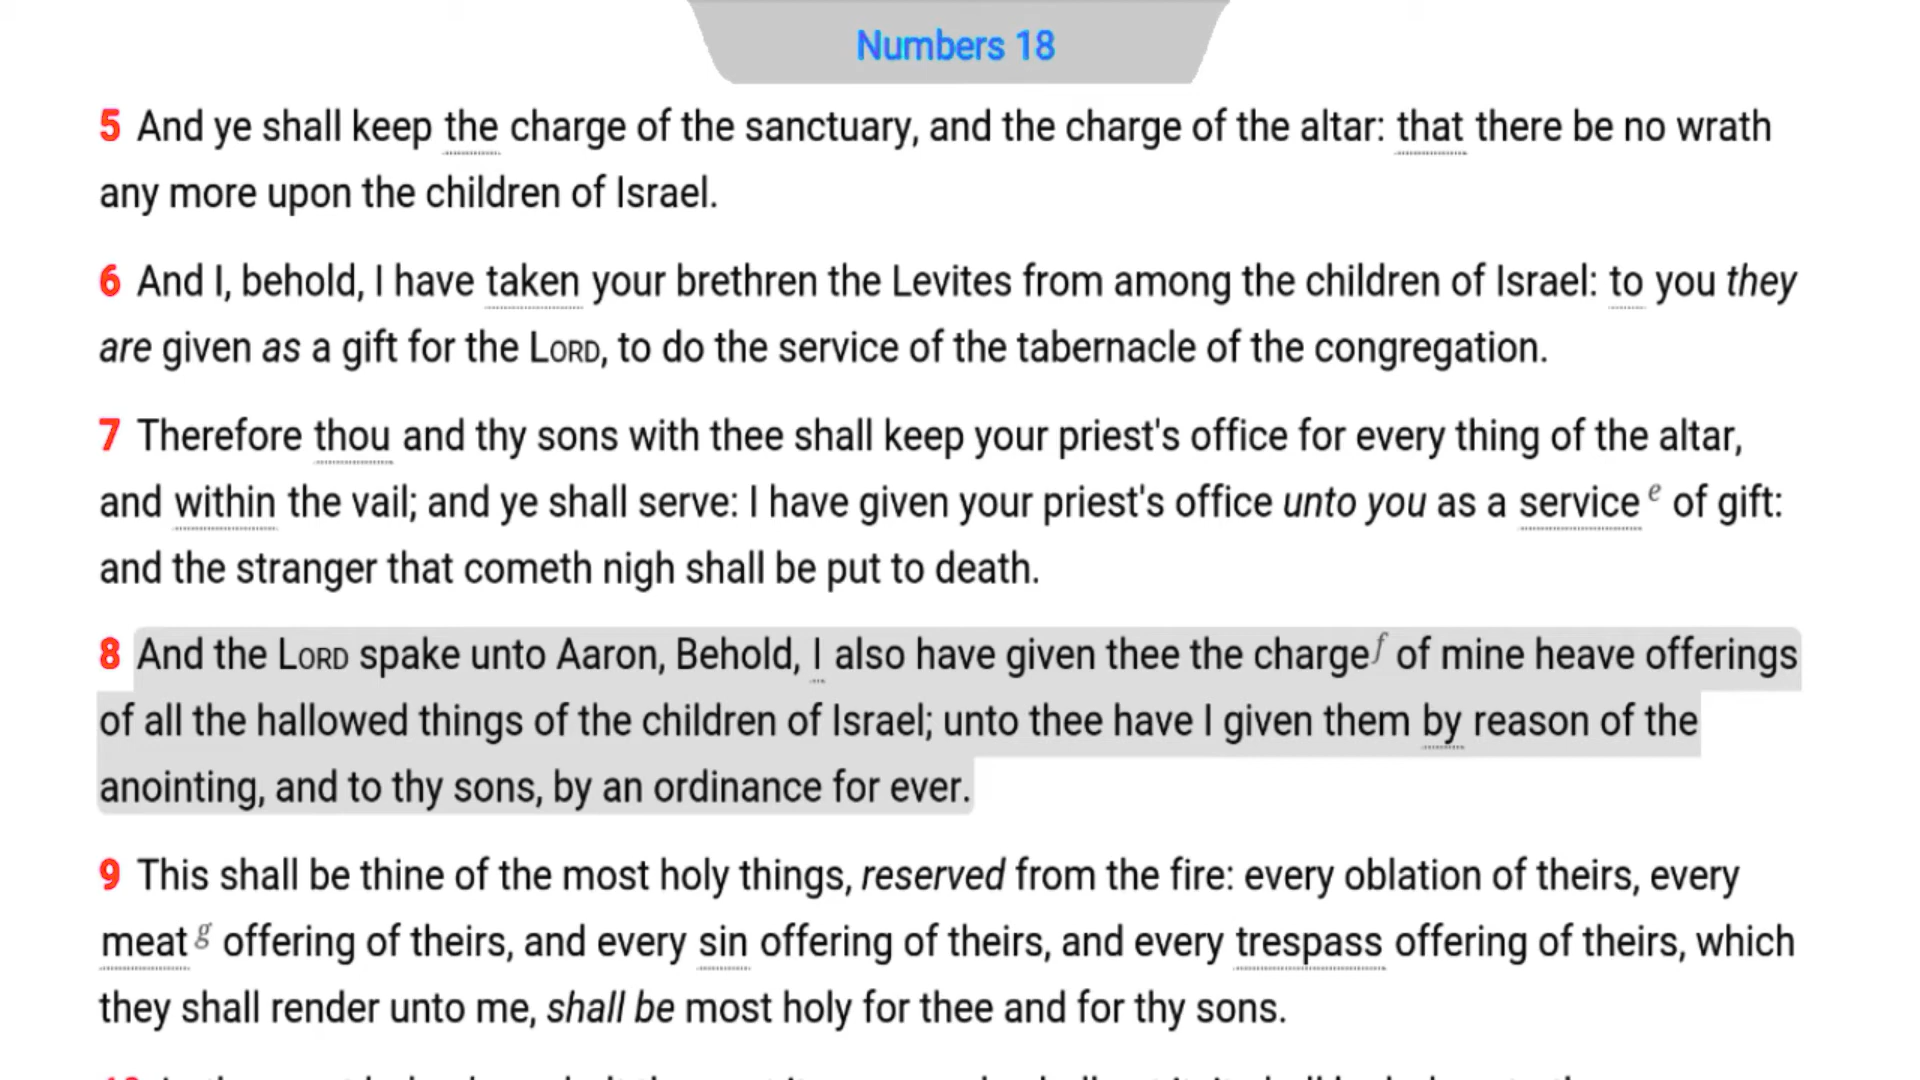 Numbers 18
5 And ye shall keep the charge of the sanctuary, and the charge of the altar: that there be no wrath
any more upon the children of Israel.
6 And I, behold, I have taken your brethren the Levites from among the children of Israel: to you they
are given as a gift for the LORD, to do the service of the tabernacle of the congregation.
7 Therefore thou and thy sons with thee shall keep your priest's office for every thing of the altar,
and within the vail; and ye shall serve: I have given your priest's office unto you as a service e of gift:
and the stranger that cometh nigh shall be put to death.
8 And the LORD spake unto Aaron, Behold, I also have given thee the charge f of mine heave offerings
of all the hallowed things of the children of Israel; unto thee have I given them by reason of the
anointing, and to thy sons, by an ordinance for ever.
9 This shall be thine of the most holy things, reserved from the fire: every oblation of theirs, every
meat g offering of theirs, and every sin offering of theirs, and every trespass offering of theirs, which
they shall render unto me, shall be most holy for thee and for thy sons.